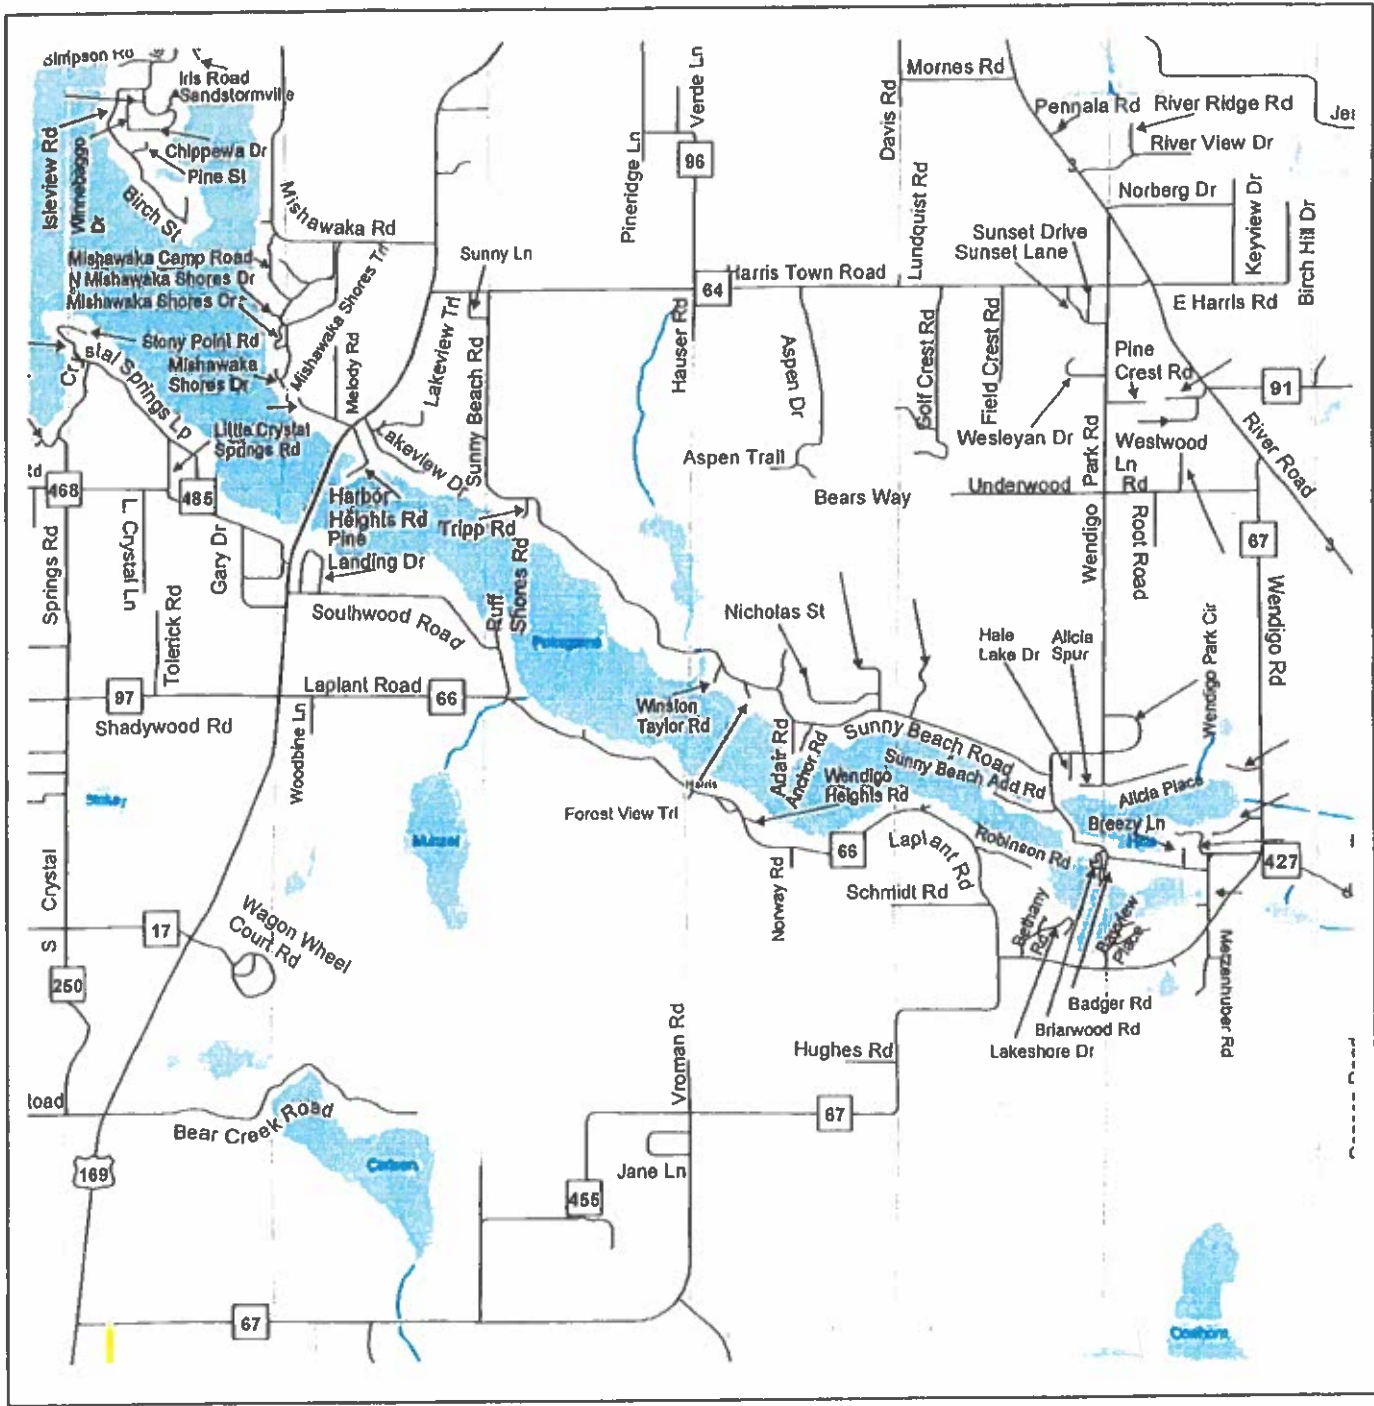 Simpson Rd
Iris Road
Sandstormville
Isleview Rd
Winnebaggo
Dr
Chippewa Dr
Pine St
Birch St
Mishawaka Rd
Mishawaka Camp Road
N Mishawaka Shores Dr
Mishawaka Shores Cr
Mishawaka Shores Trl
Stony Point Rd
Mishawaka
Shores Dr
Crystal Springs Lp
Little Crystal
Springs Rd
Melody Rd
Lakeview Trl
Sunny Ln
Sunny Beach Rd
Lakeview Dr
Harbor
Heights Rd
Pine
Landing Dr
Tripp Rd
Ruff
Shores Rd
Pineridge Ln
Verde Ln
96
64
Harris Town Road
Hauser Rd
Davis Rd
Mornes Rd
Lundquist Rd
Pennala Rd
River Ridge Rd
River View Dr
Norberg Dr
Keyview Dr
Birch Hill Dr
Sunset Drive
Sunset Lane
E Harris Rd
Aspen Dr
Aspen Trail
Golf Crest Rd
Field Crest Rd
Bears Way
Pine
Crest Rd
91
Wesleyan Dr
Westwood
Ln
Underwood Rd
Wendigo Park Rd
Root Road
River Road
67
Wendigo Rd
468
485
Rd
Springs Rd
L. Crystal Ln
Tolerick Rd
Gary Dr
Southwood Road
97
Shadywood Rd
Laplant Road
66
Woodbine Ln
Pokegama
Nicholas St
Winston
Taylor Rd
Adair Rd
Anchor Rd
Sunny Beach Road
Sunny Beach Add Rd
Hale
Lake Dr
Alicia
Spur
Wendigo Park Cir
Alicia Place
Breezy Ln
Hale
Harris
Forest View Trl
Wendigo
Heights Rd
66
Norway Rd
Laplant Rd
Robinson Rd
Schmidt Rd
427
Bethany
Rd
Bayview
Place
Metzenhuber Rd
Badger Rd
Briarwood Rd
Lakeshore Dr
S Crystal
17
250
Wagon Wheel
Court Rd
Hughes Rd
Vroman Rd
67
Jane Ln
455
Road
Bear Creek Road
169
67